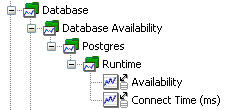 Database
Database Availability
Postgres
Runtime
Availability
Connect Time (ms)